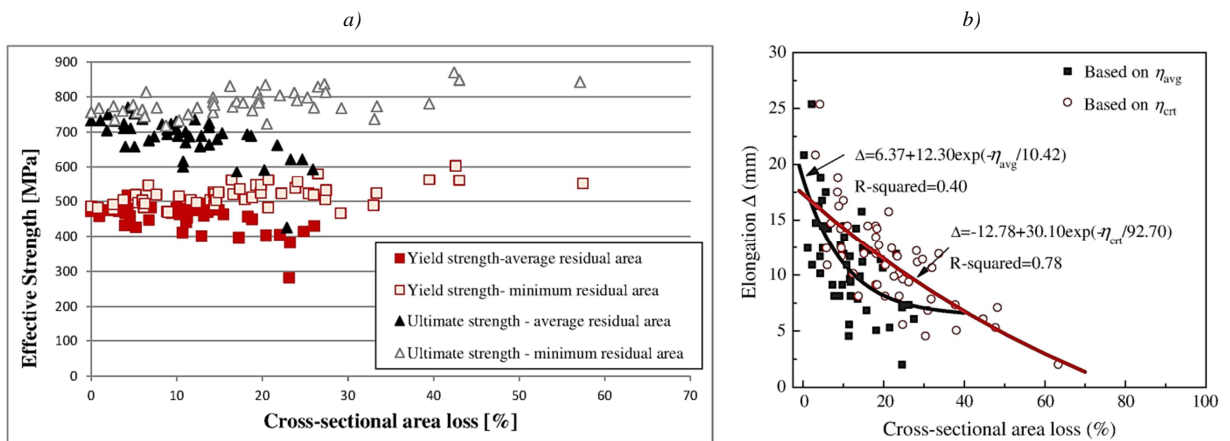 a)
900
800
700
600
500
400
300
200
100
0
0
10
20
30
40
50
60
70
Effective Strength [MPa]
Cross-sectional area loss [%]
Yield strength-average residual area
Yield strength- minimum residual area
Ultimate strength - average residual area
Ultimate strength - minimum residual area
b)
30
25
20
15
10
5
0
0
20
40
60
80
100
Elongation Δ (mm)
Cross-sectional area loss (%)
Based on ηavg
Based on ηcrt
Δ=6.37+12.30exp(-ηavg/10.42)
R-squared=0.40
Δ=-12.78+30.10exp(-ηcrt/92.70)
R-squared=0.78